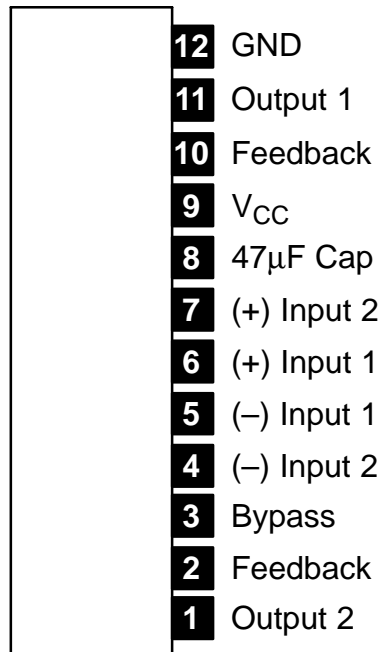 12 GND
11 Output 1
10 Feedback
9 VCC
8 47μF Cap
7 (+) Input 2
6 (+) Input 1
5 (–) Input 1
4 (–) Input 2
3 Bypass
2 Feedback
1 Output 2